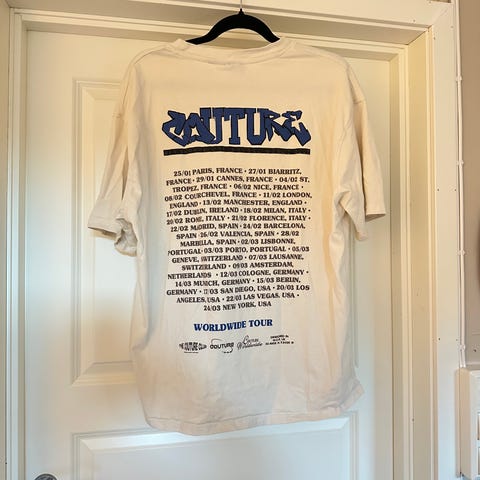 COUTURE
25/01 PARIS, FRANCE • 27/01 BIARRITZ,
FRANCE • 29/01 CANNES, FRANCE • 04/02 ST.
TROPEZ, FRANCE • 06/02 NICE, FRANCE •
08/02 COURCHEVEL, FRANCE • 11/02 LONDON,
ENGLAND • 13/02 MANCHESTER, ENGLAND •
17/02 DUBLIN, IRELAND • 18/02 MILAN, ITALY •
20/02 ROME, ITALY • 21/02 FLORENCE, ITALY •
22/02 MADRID, SPAIN • 24/02 BARCELONA,
SPAIN • 26/02 VALENCIA, SPAIN • 28/02
MARBELLA, SPAIN • 02/03 LISBONNE,
PORTUGAL • 03/03 PORTO, PORTUGAL • 05/03
GENEVE, SWITZERLAND • 07/03 LAUSANNE,
SWITZERLAND • 09/03 AMSTERDAM,
NETHERLANDS • 12/03 COLOGNE, GERMANY •
14/03 MUNICH, GERMANY • 15/03 BERLIN,
GERMANY • 17/03 SAN DIEGO, USA • 20/03 LOS
ANGELES, USA • 22/03 LAS VEGAS, USA •
24/03 NEW YORK, USA
WORLDWIDE TOUR
THE COUTURE CLUB COUTURE Couture Worldwide